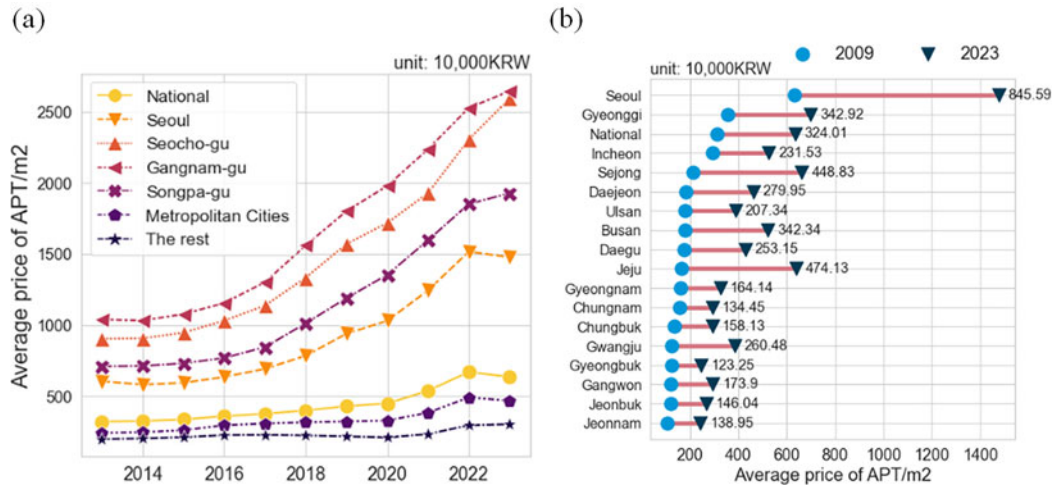 (a)
unit: 10,000KRW
National
Seoul
Seocho-gu
Gangnam-gu
Songpa-gu
Metropolitan Cities
The rest
Average price of APT/m2
2500
2000
1500
1000
500
2014 2016 2018 2020 2022
(b)
2009 2023
unit: 10,000KRW
Seoul 845.59
Gyeonggi 342.92
National 324.01
Incheon 231.53
Sejong 448.83
Daejeon 279.95
Ulsan 207.34
Busan 342.34
Daegu 253.15
Jeju 474.13
Gyeongnam 164.14
Chungnam 134.45
Chungbuk 158.13
Gwangju 260.48
Gyeongbuk 123.25
Gangwon 173.9
Jeonbuk 146.04
Jeonnam 138.95
200 400 600 800 1000 1200 1400
Average price of APT/m2